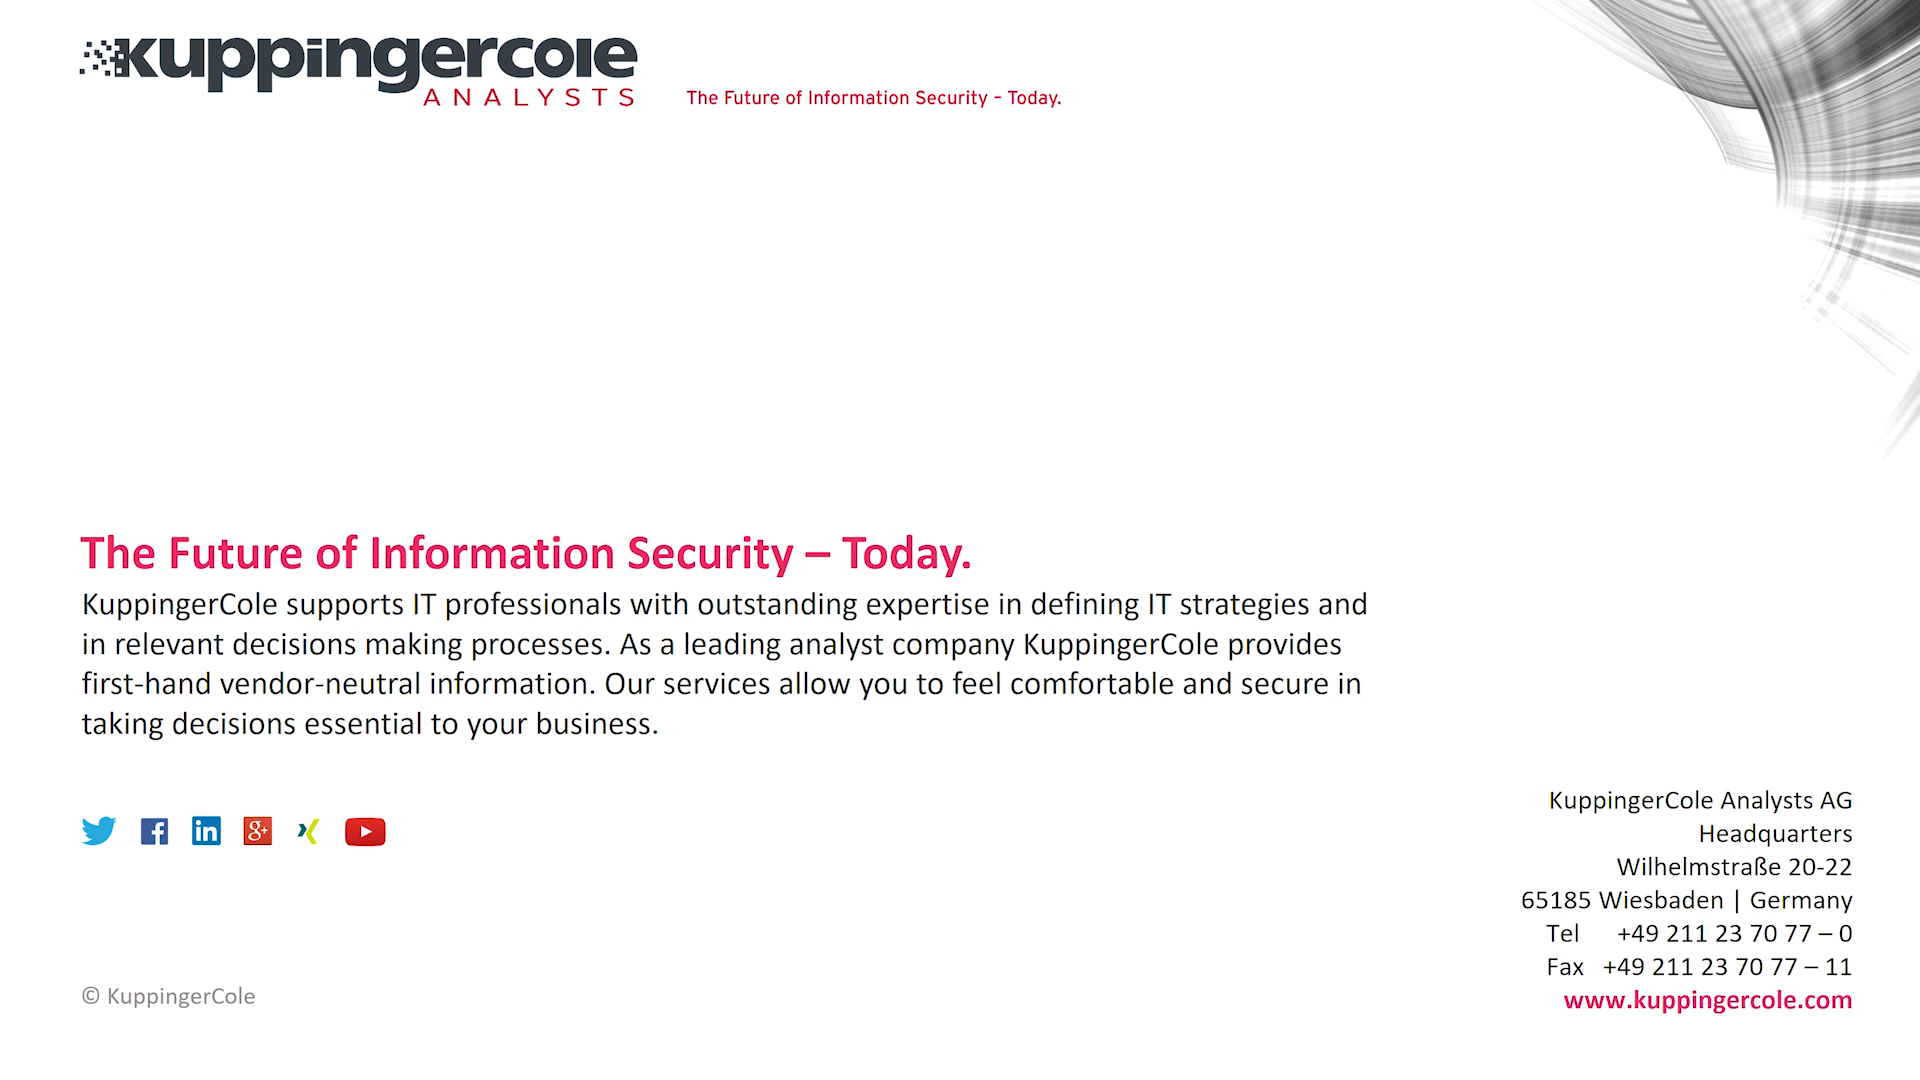 kuppingercole
ANALYSTS
The Future of Information Security – Today.
The Future of Information Security – Today.
KuppingerCole supports IT professionals with outstanding expertise in defining IT strategies and
in relevant decisions making processes. As a leading analyst company KuppingerCole provides
first-hand vendor-neutral information. Our services allow you to feel comfortable and secure in
taking decisions essential to your business.
in
g+
KuppingerCole Analysts AG
Headquarters
Wilhelmstraße 20-22
65185 Wiesbaden | Germany
Tel +49 211 23 70 77 – 0
Fax +49 211 23 70 77 – 11
www.kuppingercole.com
© KuppingerCole